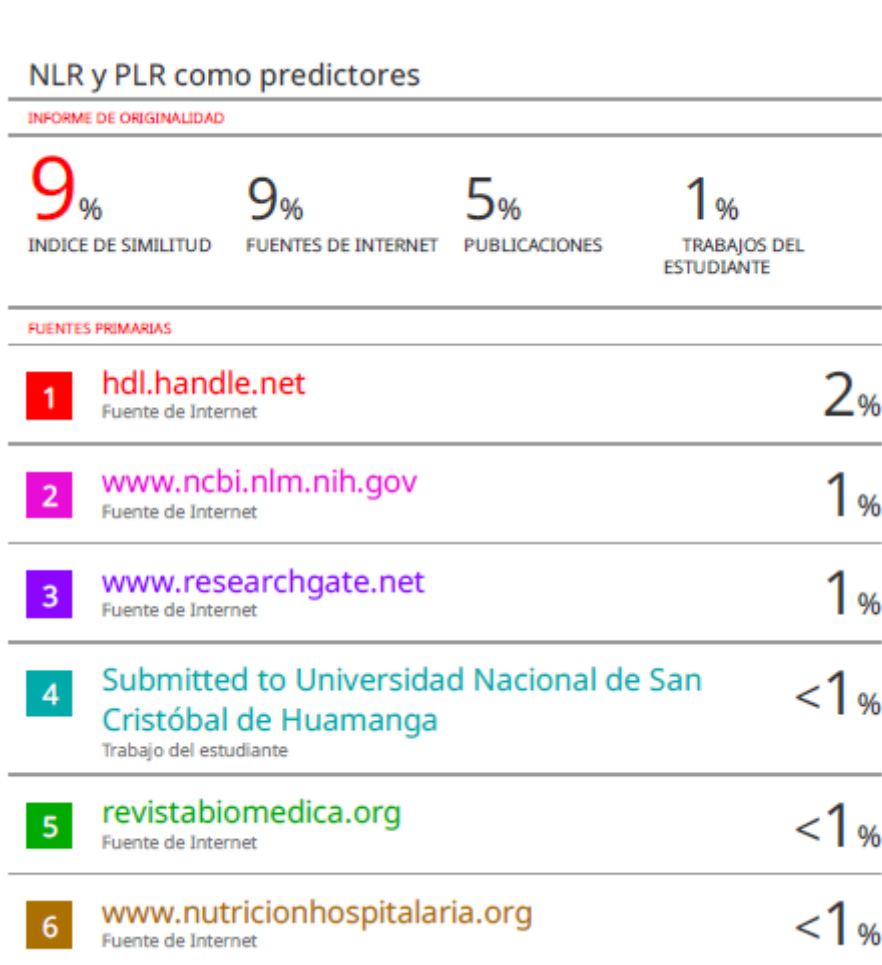 NLR y PLR como predictores
INFORME DE ORIGINALIDAD
9% 9% 5% 1%
INDICE DE SIMILITUD FUENTES DE INTERNET PUBLICACIONES TRABAJOS DEL
ESTUDIANTE
FUENTES PRIMARIAS
1 hdl.handle.net 2%
Fuente de Internet
2 www.ncbi.nlm.nih.gov 1%
Fuente de Internet
3 www.researchgate.net 1%
Fuente de Internet
4 Submitted to Universidad Nacional de San <1%
Cristóbal de Huamanga
Trabajo del estudiante
5 revistabiomedica.org <1%
Fuente de Internet
6 www.nutricionhospitalaria.org <1%
Fuente de Internet